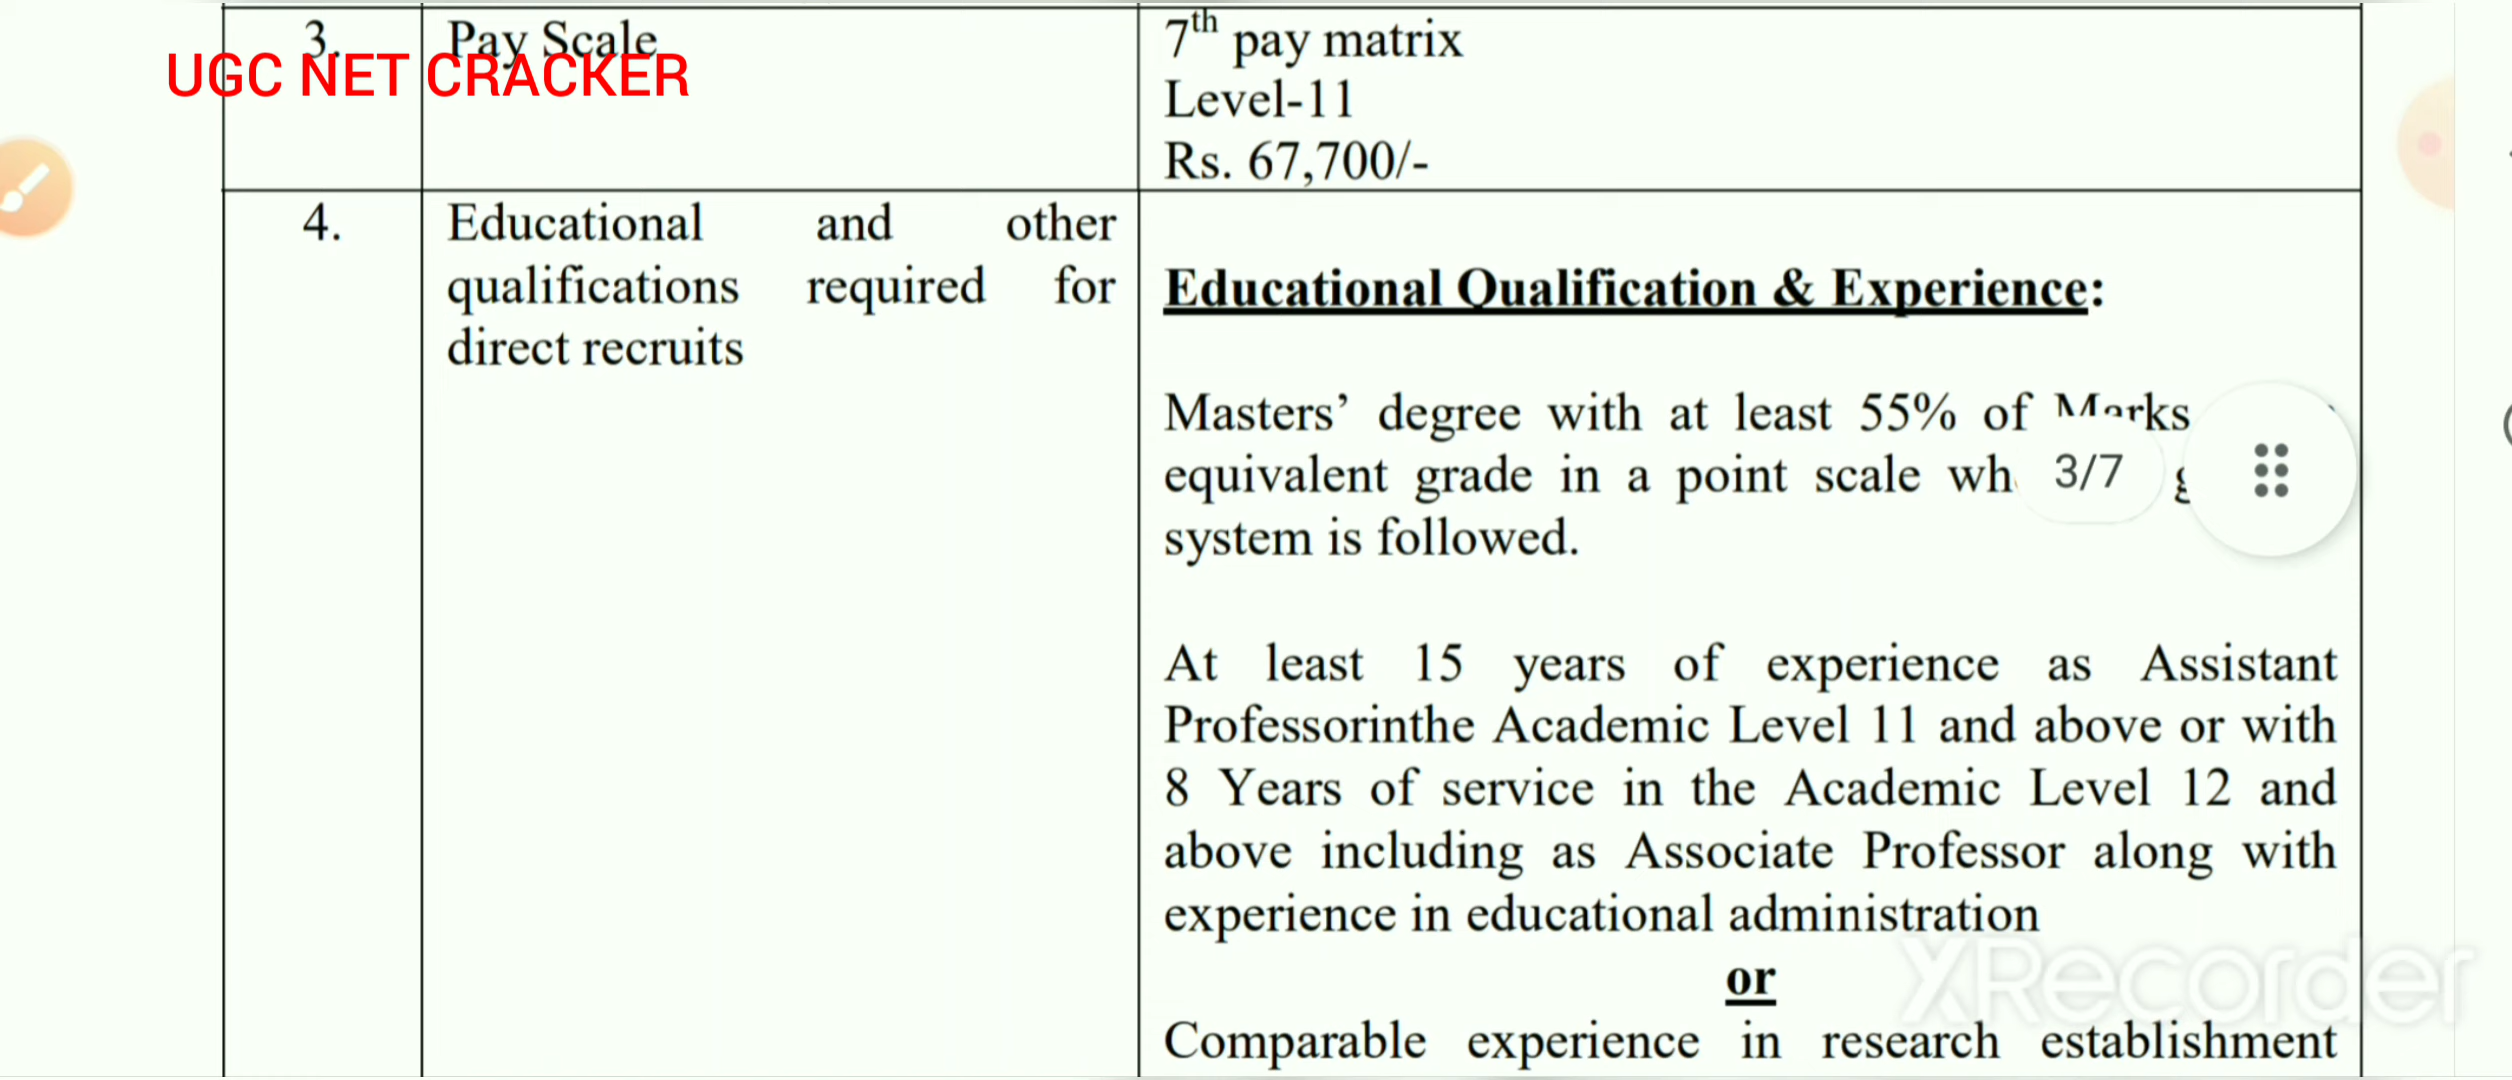 3.
Pay Scale
7th pay matrix
Level-11
Rs. 67,700/-
UGC NET CRACKER
4.
Educational and other
qualifications required for
direct recruits
Educational Qualification & Experience:
Masters’ degree with at least 55% of Marks
equivalent grade in a point scale
system is followed.
3/7
At least 15 years of experience as Assistant
Professorinthe Academic Level 11 and above or with
8 Years of service in the Academic Level 12 and
above including as Associate Professor along with
experience in educational administration
or
Comparable experience in research establishment
XRecorder